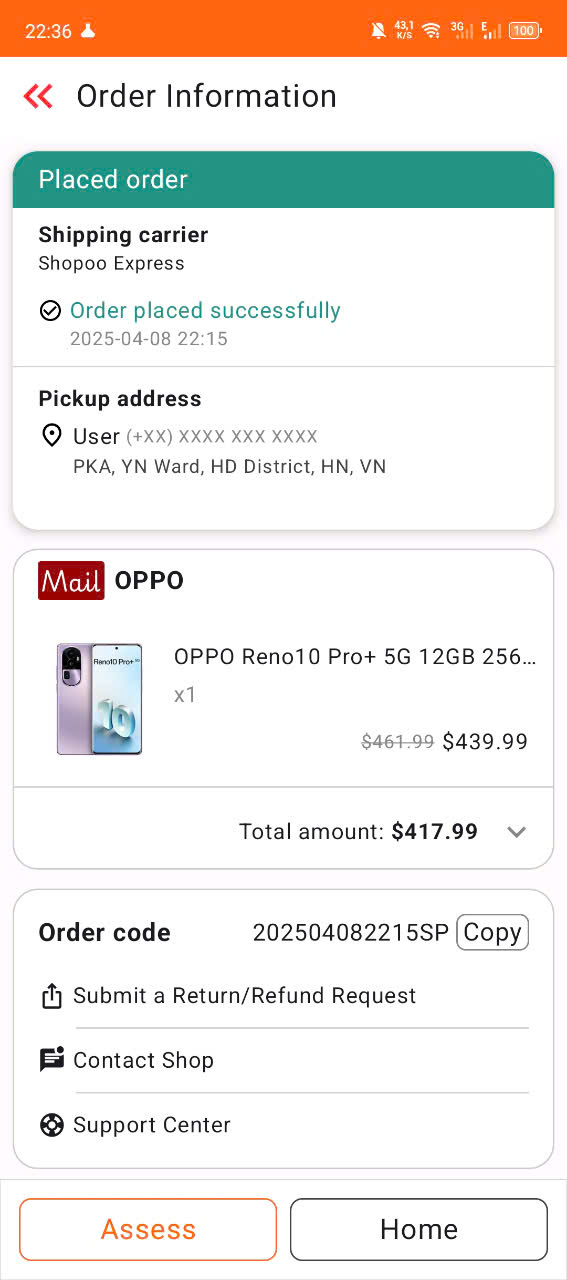 22:36
43,1 K/S 3G E 100
Order Information
Placed order
Shipping carrier
Shopoo Express
Order placed successfully
2025-04-08 22:15
Pickup address
User (+XX) XXXX XXX XXXX
PKA, YN Ward, HD District, HN, VN
Mail OPPO
Reno10 Pro+ 5G
10
OPPO Reno10 Pro+ 5G 12GB 256...
x1
$461.99 $439.99
Total amount: $417.99
Order code 202504082215SP Copy
Submit a Return/Refund Request
Contact Shop
Support Center
Assess Home